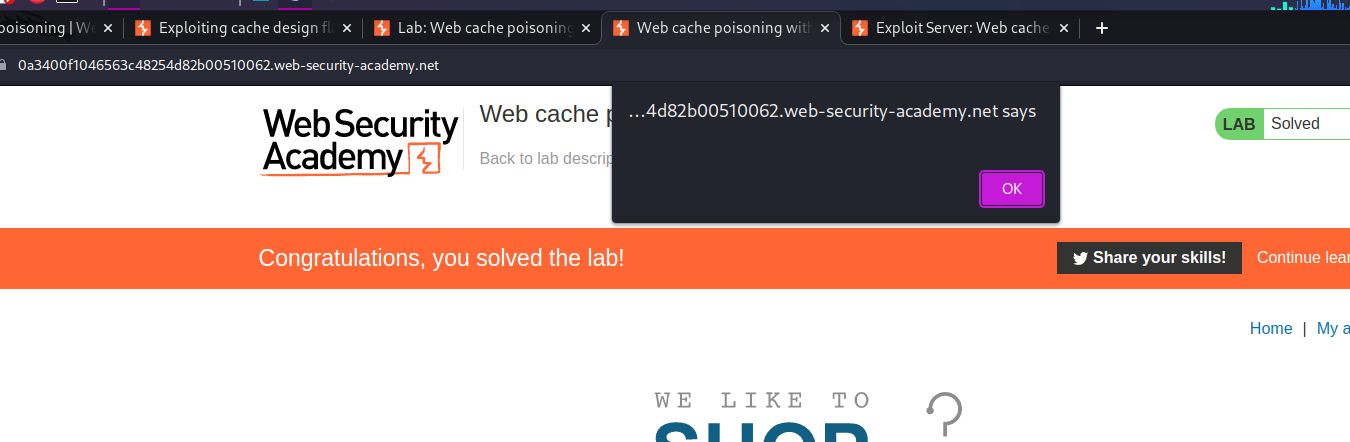 poisoning | We
Exploiting cache design fl
Lab: Web cache poisoning
Web cache poisoning with
Exploit Server: Web cache
0a3400f1046563c48254d82b00510062.web-security-academy.net
...4d82b00510062.web-security-academy.net says
OK
Web Security
Academy
Web cache p
Back to lab descrip
LAB
Solved
Congratulations, you solved the lab!
Share your skills!
Continue lear
Home | My a
WE LIKE TO
SHOP